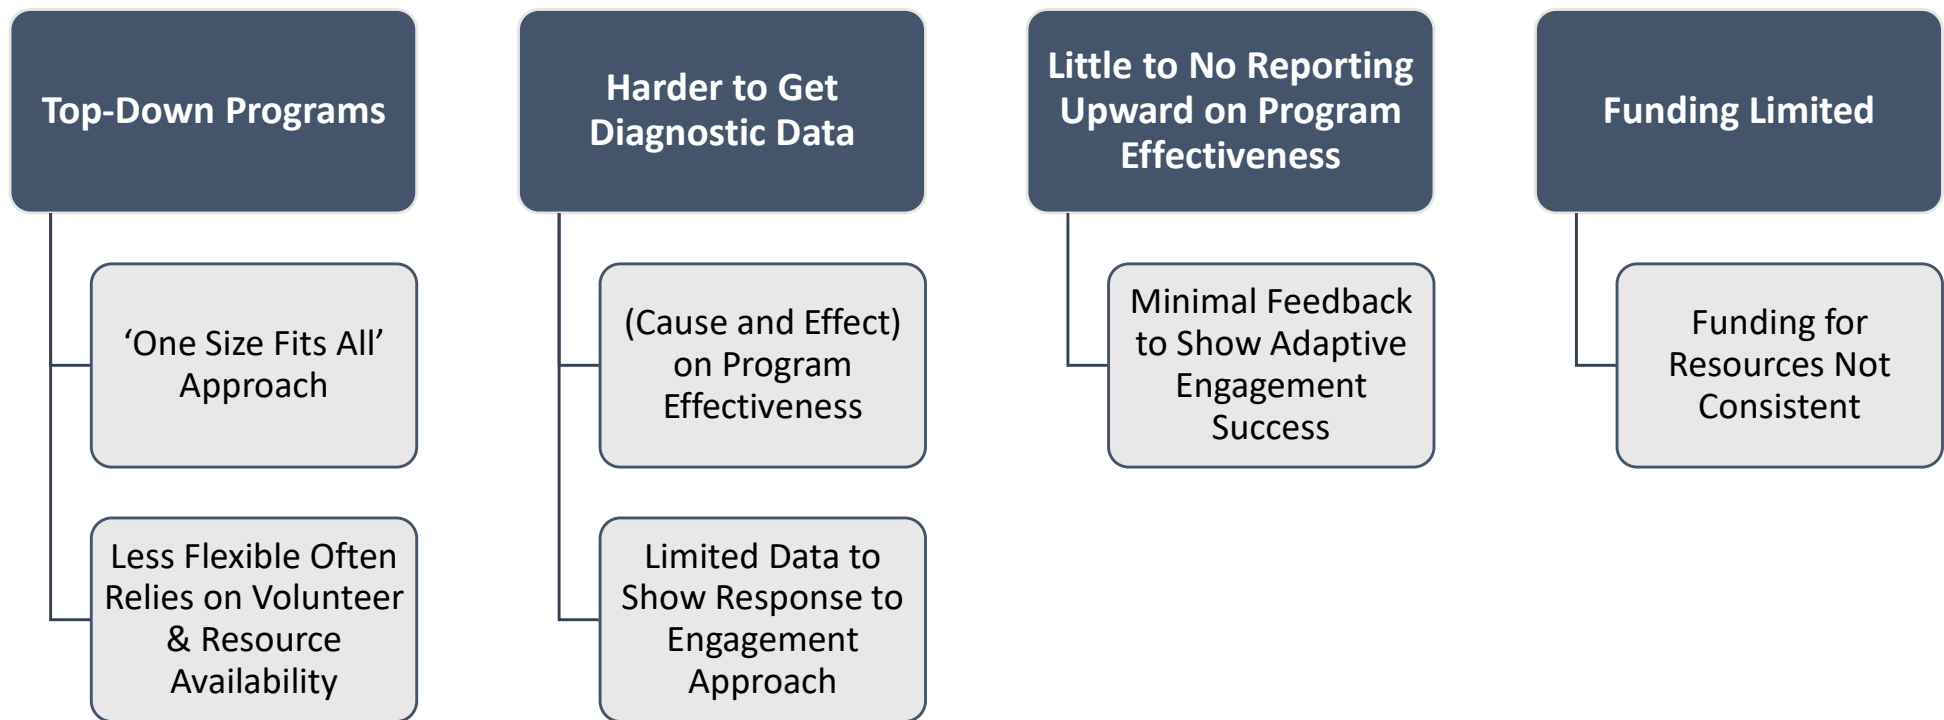 Top-Down Programs
‘One Size Fits All’
Approach
Less Flexible Often
Relies on Volunteer
& Resource
Availability
Harder to Get
Diagnostic Data
(Cause and Effect)
on Program
Effectiveness
Limited Data to
Show Response to
Engagement
Approach
Little to No Reporting
Upward on Program
Effectiveness
Minimal Feedback
to Show Adaptive
Engagement
Success
Funding Limited
Funding for
Resources Not
Consistent